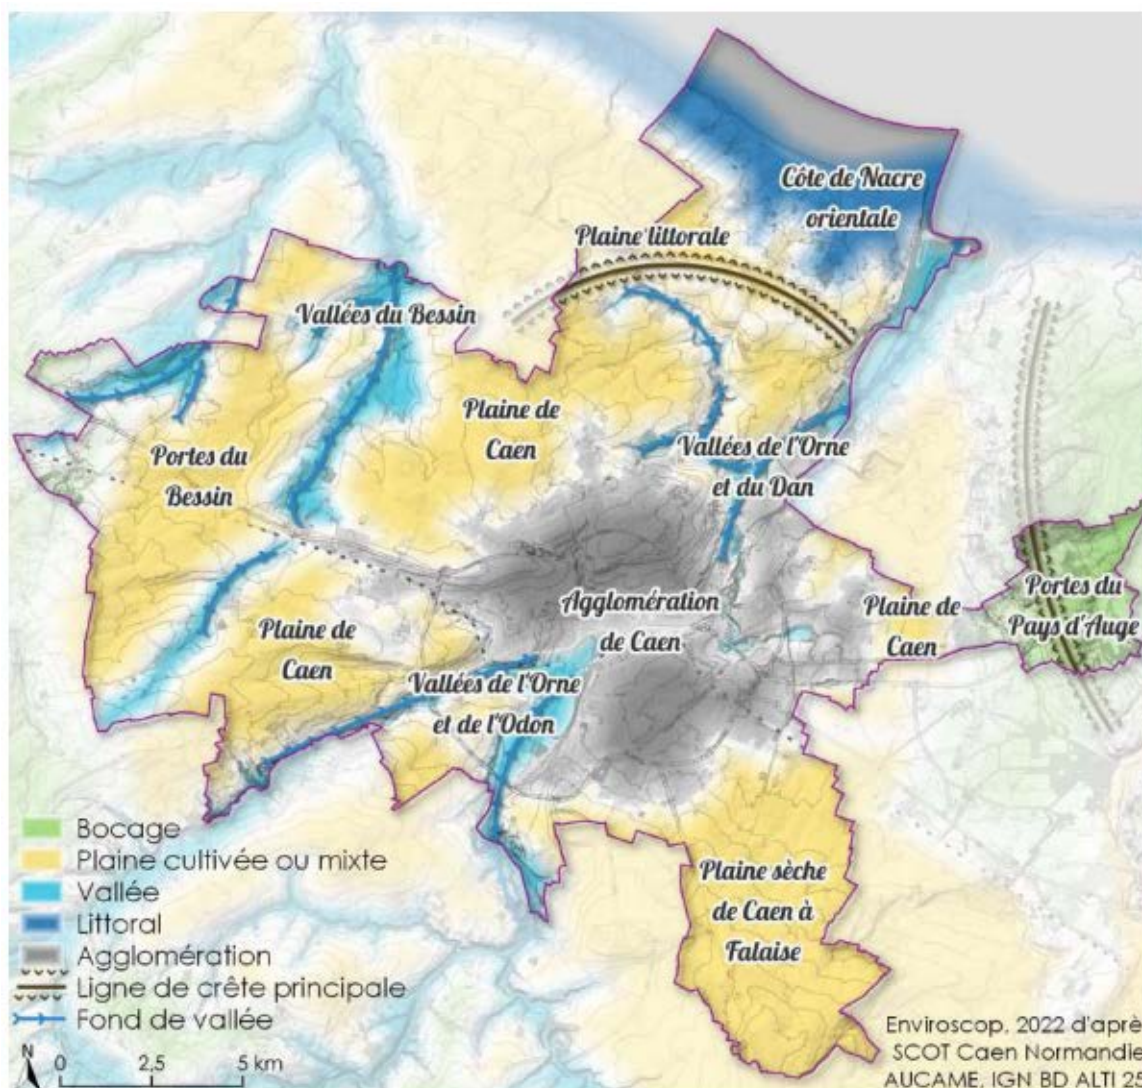 Côte de Nacre
orientale
Plaine littorale
Vallées du Bessin
Plaine de
Caen
Portes du
Bessin
Vallées de l'Orne
et du Dan
Agglomération
de Caen
Plaine de
Caen
Portes du
Pays d'Auge
Plaine de
Caen
Vallées de l'Orne
et de l'Odon
Plaine sèche
de Caen à
Falaise
Bocage
Plaine cultivée ou mixte
Vallée
Littoral
Agglomération
Ligne de crête principale
Fond de vallée
N
0 2,5 5 km
Enviroscop, 2022 d'aprè
SCOT Caen Normandie
AUCAME, IGN BD ALTI 25